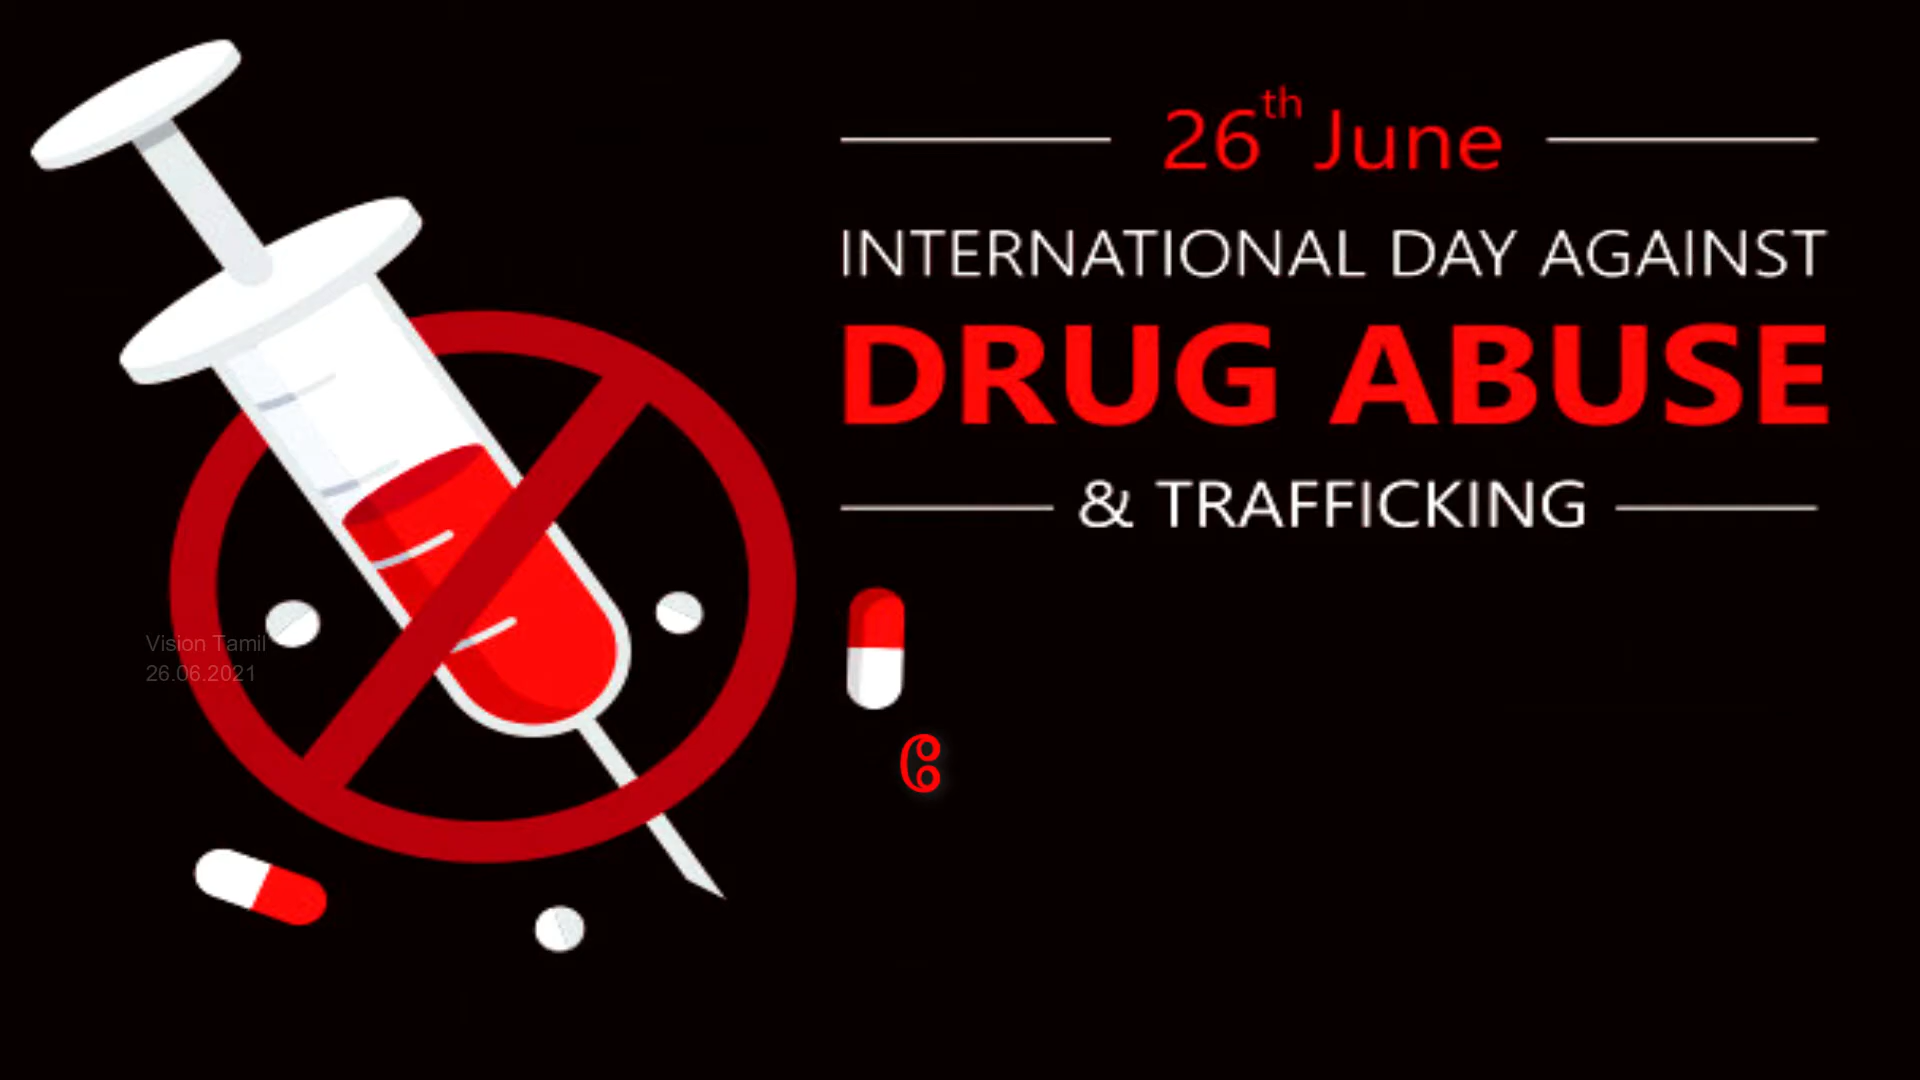 26th June
INTERNATIONAL DAY AGAINST
DRUG ABUSE
& TRAFFICKING
Vision Tamil
26.06.2021